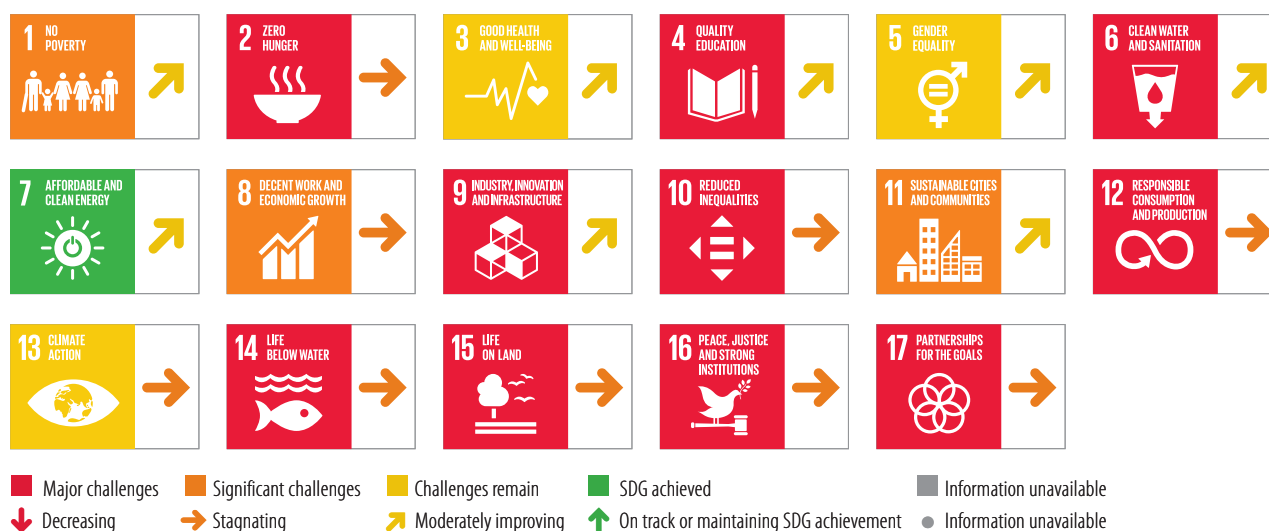 1 NO
POVERTY
2 ZERO
HUNGER
3 GOOD HEALTH
AND WELL-BEING
4 QUALITY
EDUCATION
5 GENDER
EQUALITY
6 CLEAN WATER
AND SANITATION
7 AFFORDABLE AND
CLEAN ENERGY
8 DECENT WORK AND
ECONOMIC GROWTH
9 INDUSTRY, INNOVATION
AND INFRASTRUCTURE
10 REDUCED
INEQUALITIES
11 SUSTAINABLE CITIES
AND COMMUNITIES
12 RESPONSIBLE
CONSUMPTION
AND PRODUCTION
13 CLIMATE
ACTION
14 LIFE
BELOW WATER
15 LIFE
ON LAND
16 PEACE, JUSTICE
AND STRONG
INSTITUTIONS
17 PARTNERSHIPS
FOR THE GOALS
Major challenges Significant challenges Challenges remain SDG achieved Information unavailable
Decreasing Stagnating Moderately improving On track or maintaining SDG achievement Information unavailable